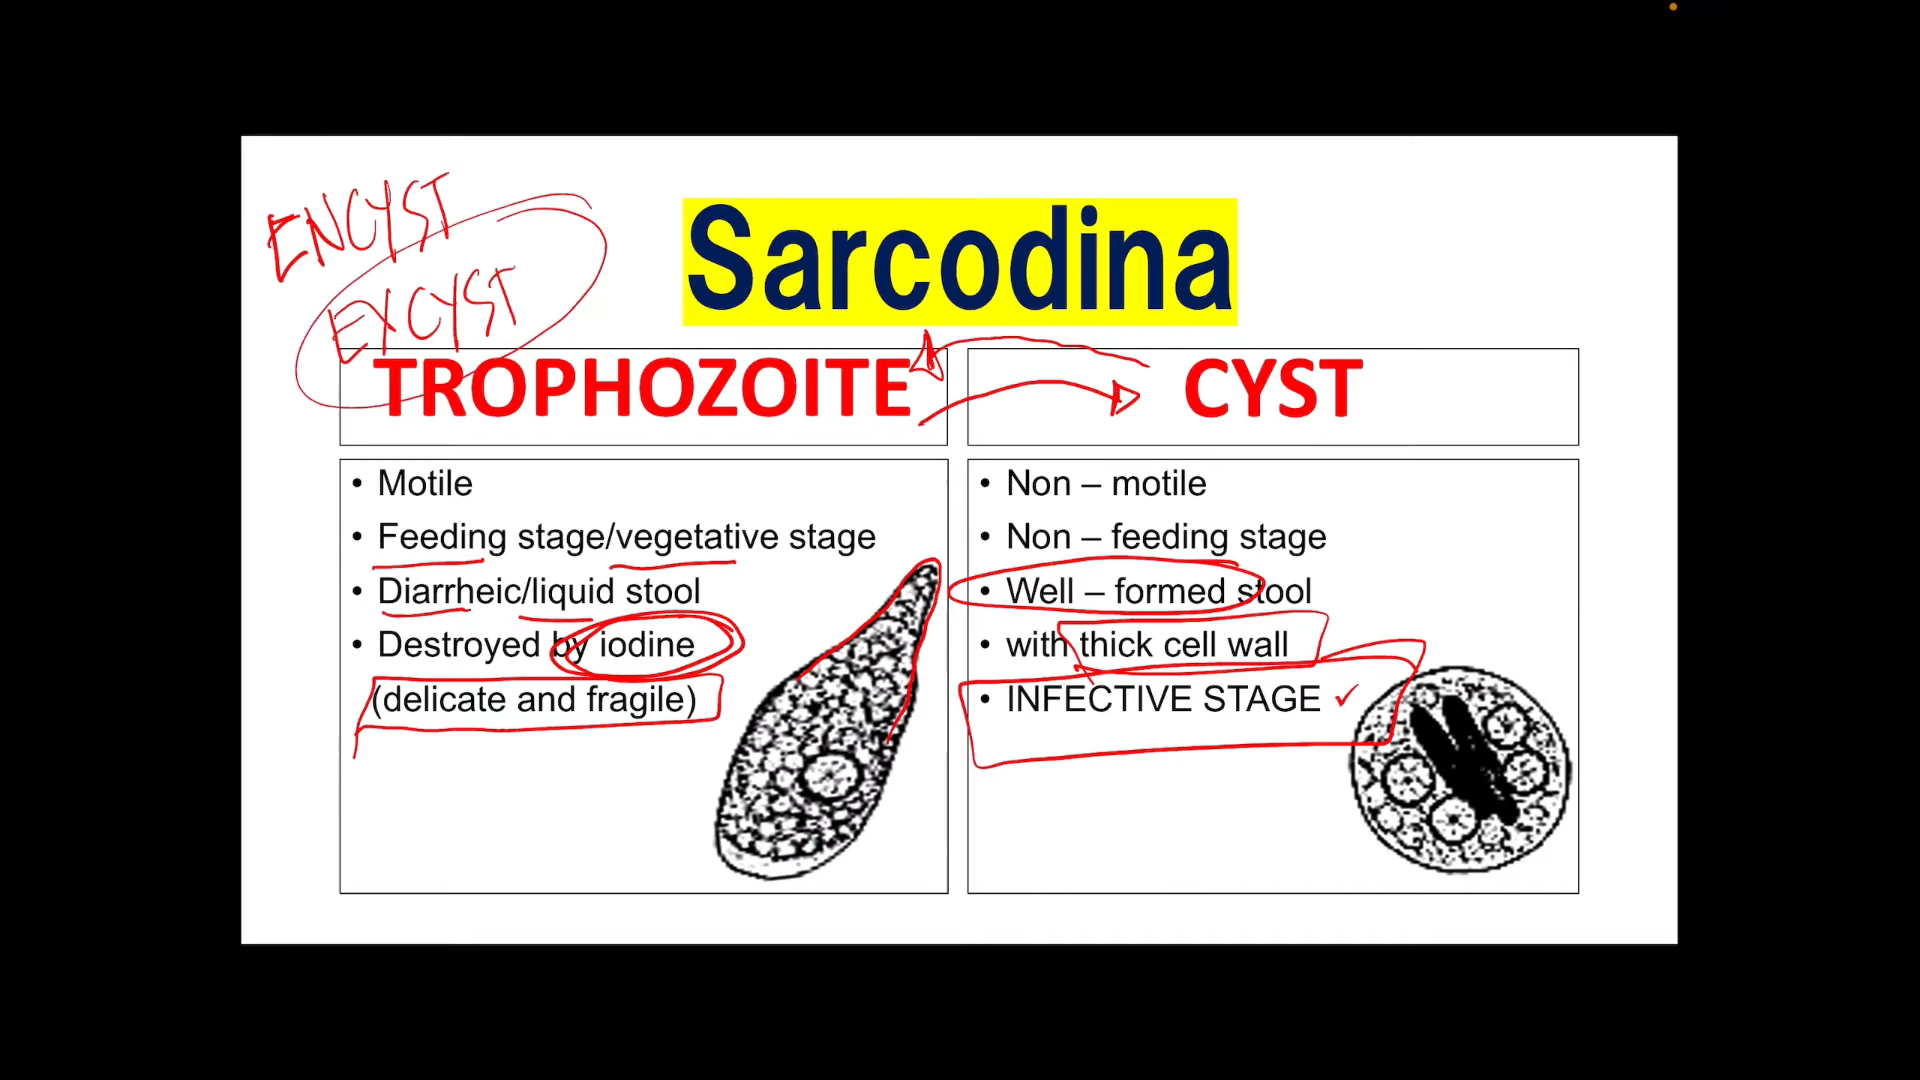 ENCYST
EXCYST
Sarcodina
TROPHOZOITE
• Motile
• Feeding stage/vegetative stage
• Diarrheic/liquid stool
• Destroyed by iodine
(delicate and fragile)
CYST
• Non – motile
• Non – feeding stage
• Well – formed stool
• with thick cell wall
• INFECTIVE STAGE ✓